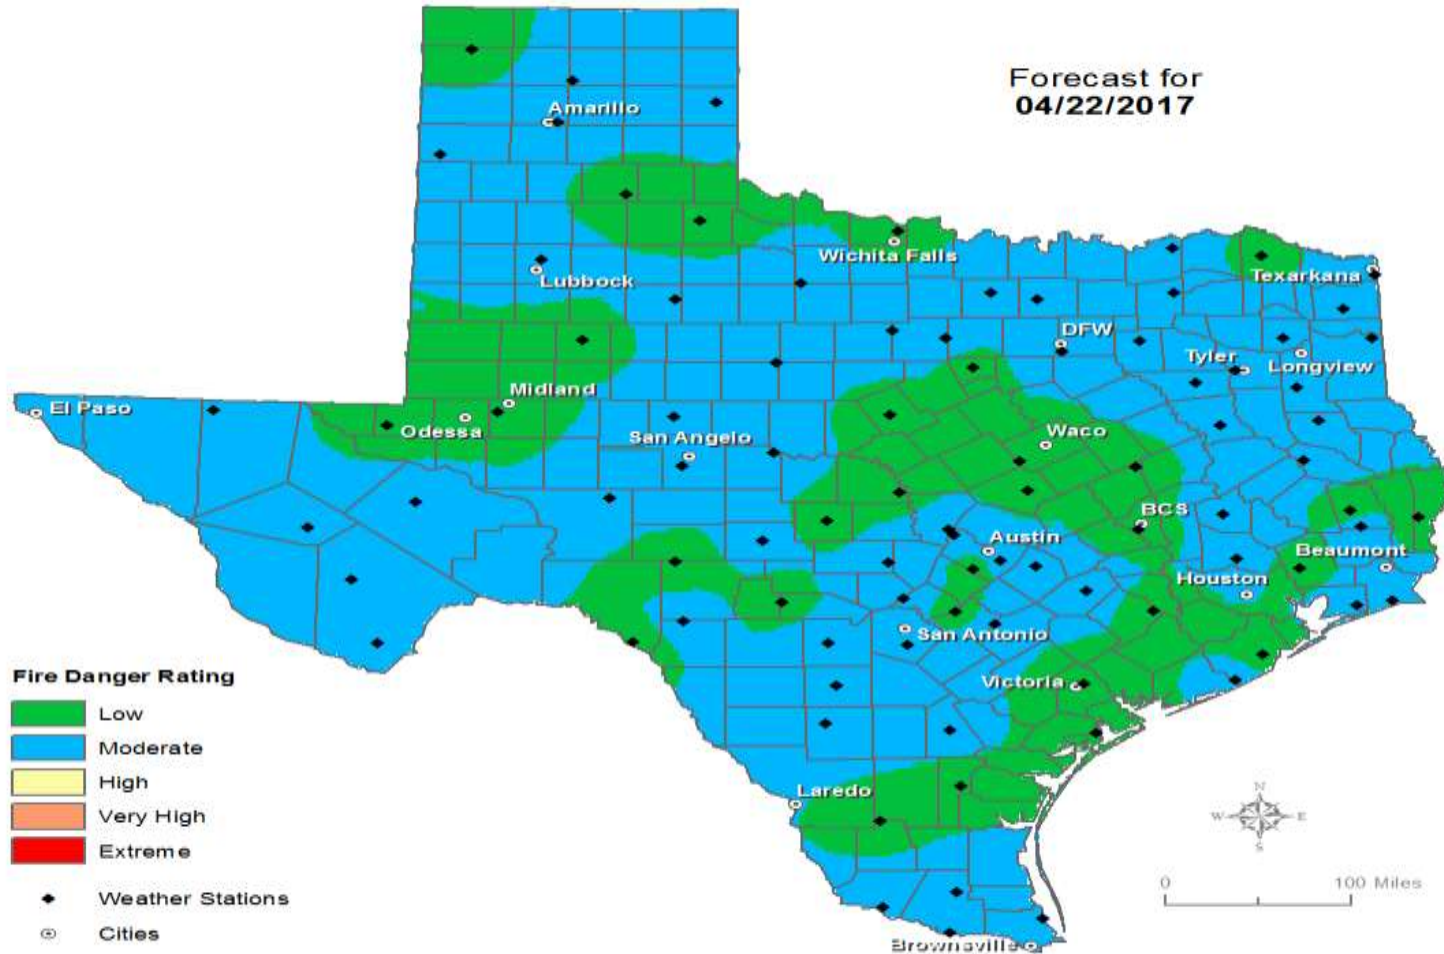 Forecast for
04/22/2017
Amarillo
Wichita Falls
Lubbock
Texarkana
DFW
Tyler
Longview
Midland
El Paso
Odessa
San Angelo
Waco
BCS
Austin
Beaumont
Houston
San Antonio
Victoria
Laredo
Brownsville
Fire Danger Rating
Low
Moderate
High
Very High
Extreme
Weather Stations
Cities
N
W E
S
0 100 Miles